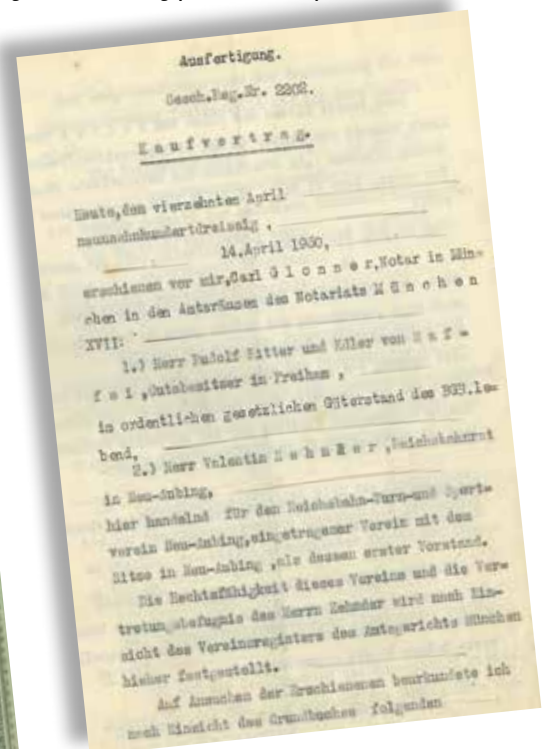 Ausfertigung.
Gesch.Reg.Nr. 2202.
Kaufvertrag.
Heute,den vierzehnten April
neunzehnhundertdreissig ,
14.April 1930,
erschienen vor mir,Carl G l o n n e r,Notar in Mün=
chen in den Amtsräumen des Notariats M ü n c h e n
XVII:
1.) Herr Rudolf Ritter und Edler von M a f =
f e i ,Gutsbesitzer in Freiham ,
in ordentlichen gesetzlichen Güterstand des BGB.le=
bend,
2.) Herr Valentin ,
in Neu-Aubing,
hier handelnd für den Reichsbahn-Turn-und Sport=
verein Neu-Aubing,eingetragener Verein mit dem
Sitze in Neu-Aubing ,als dessen erster Vorstand.
Die Rechtsfähigkeit dieses Vereins und die Ver=
tretungsbefugnis des Herrn Zehnder wird nach Ein=
sicht des Vereinsregisters des Amtsgerichts München
hieher festgestellt.
Auf Ansuchen der Erschienenen beurkundete ich
nach Einsicht des Grundbuches folgenden